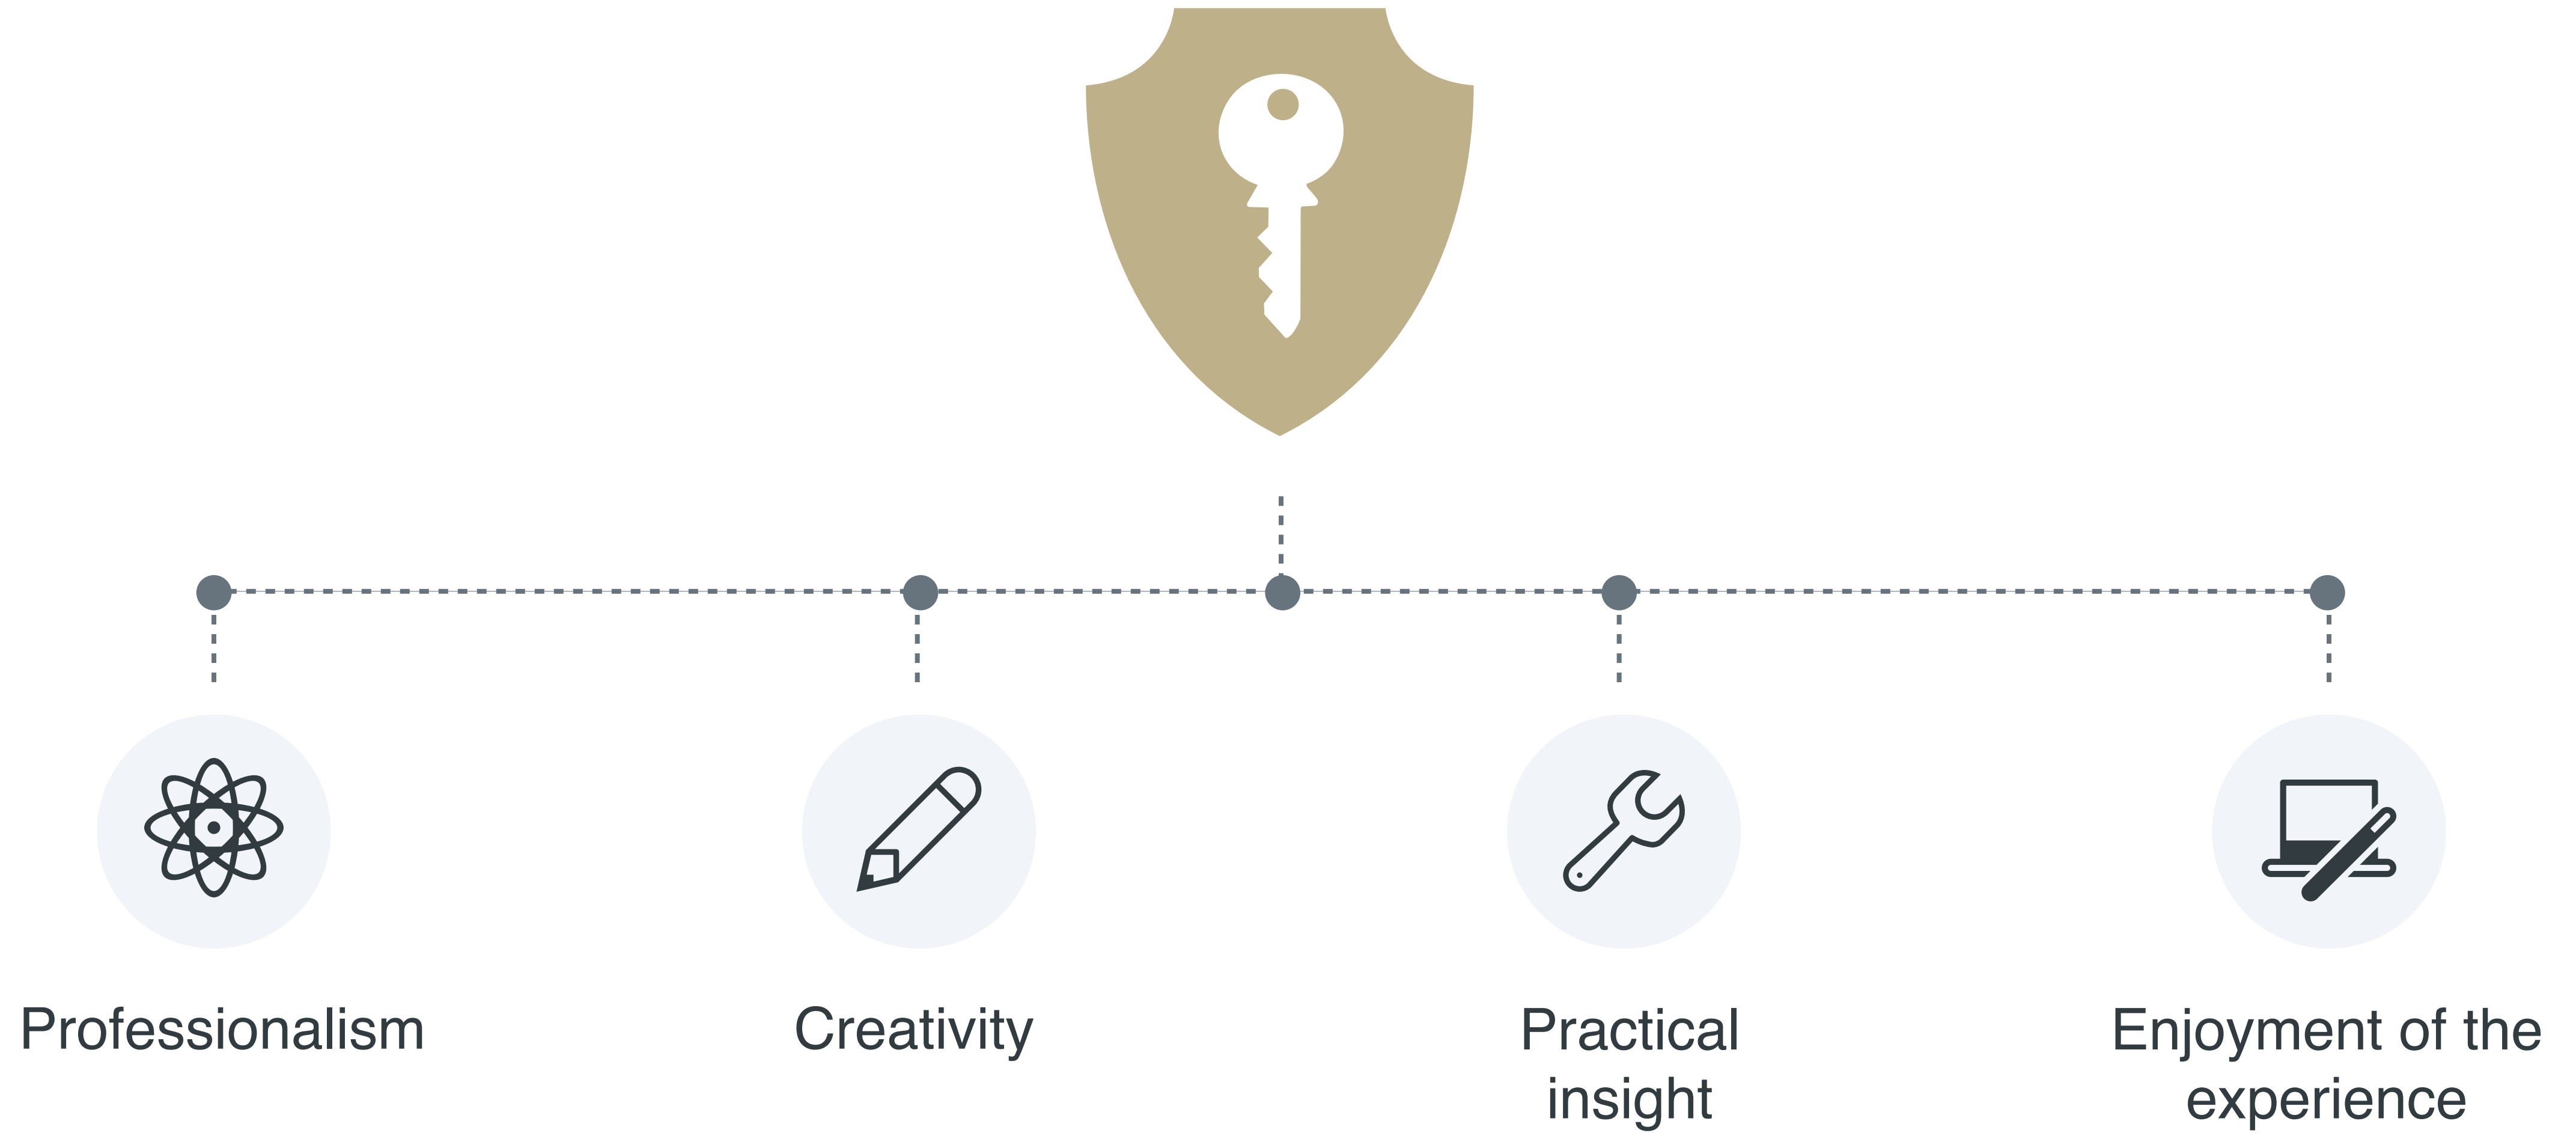 Professionalism
Creativity
Practical
insight
Enjoyment of the
experience